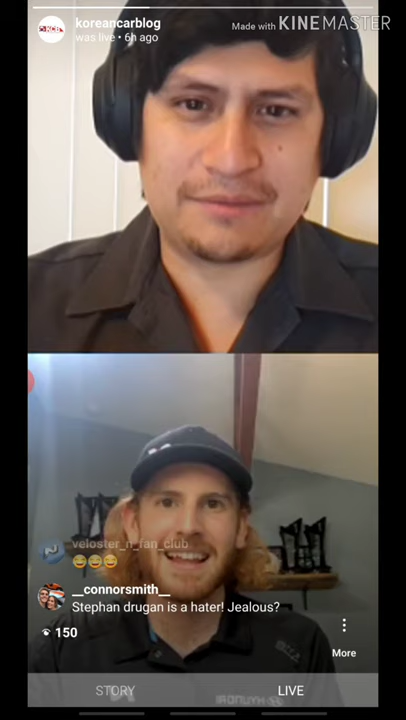 koreancarblog
was live • 6h ago
Made with KINEMASTER
KCB
veloster_n_fan_club
😂😂😂
__connorsmith__
Stephan drugan is a hater! Jealous?
150
More
STORY
LIVE